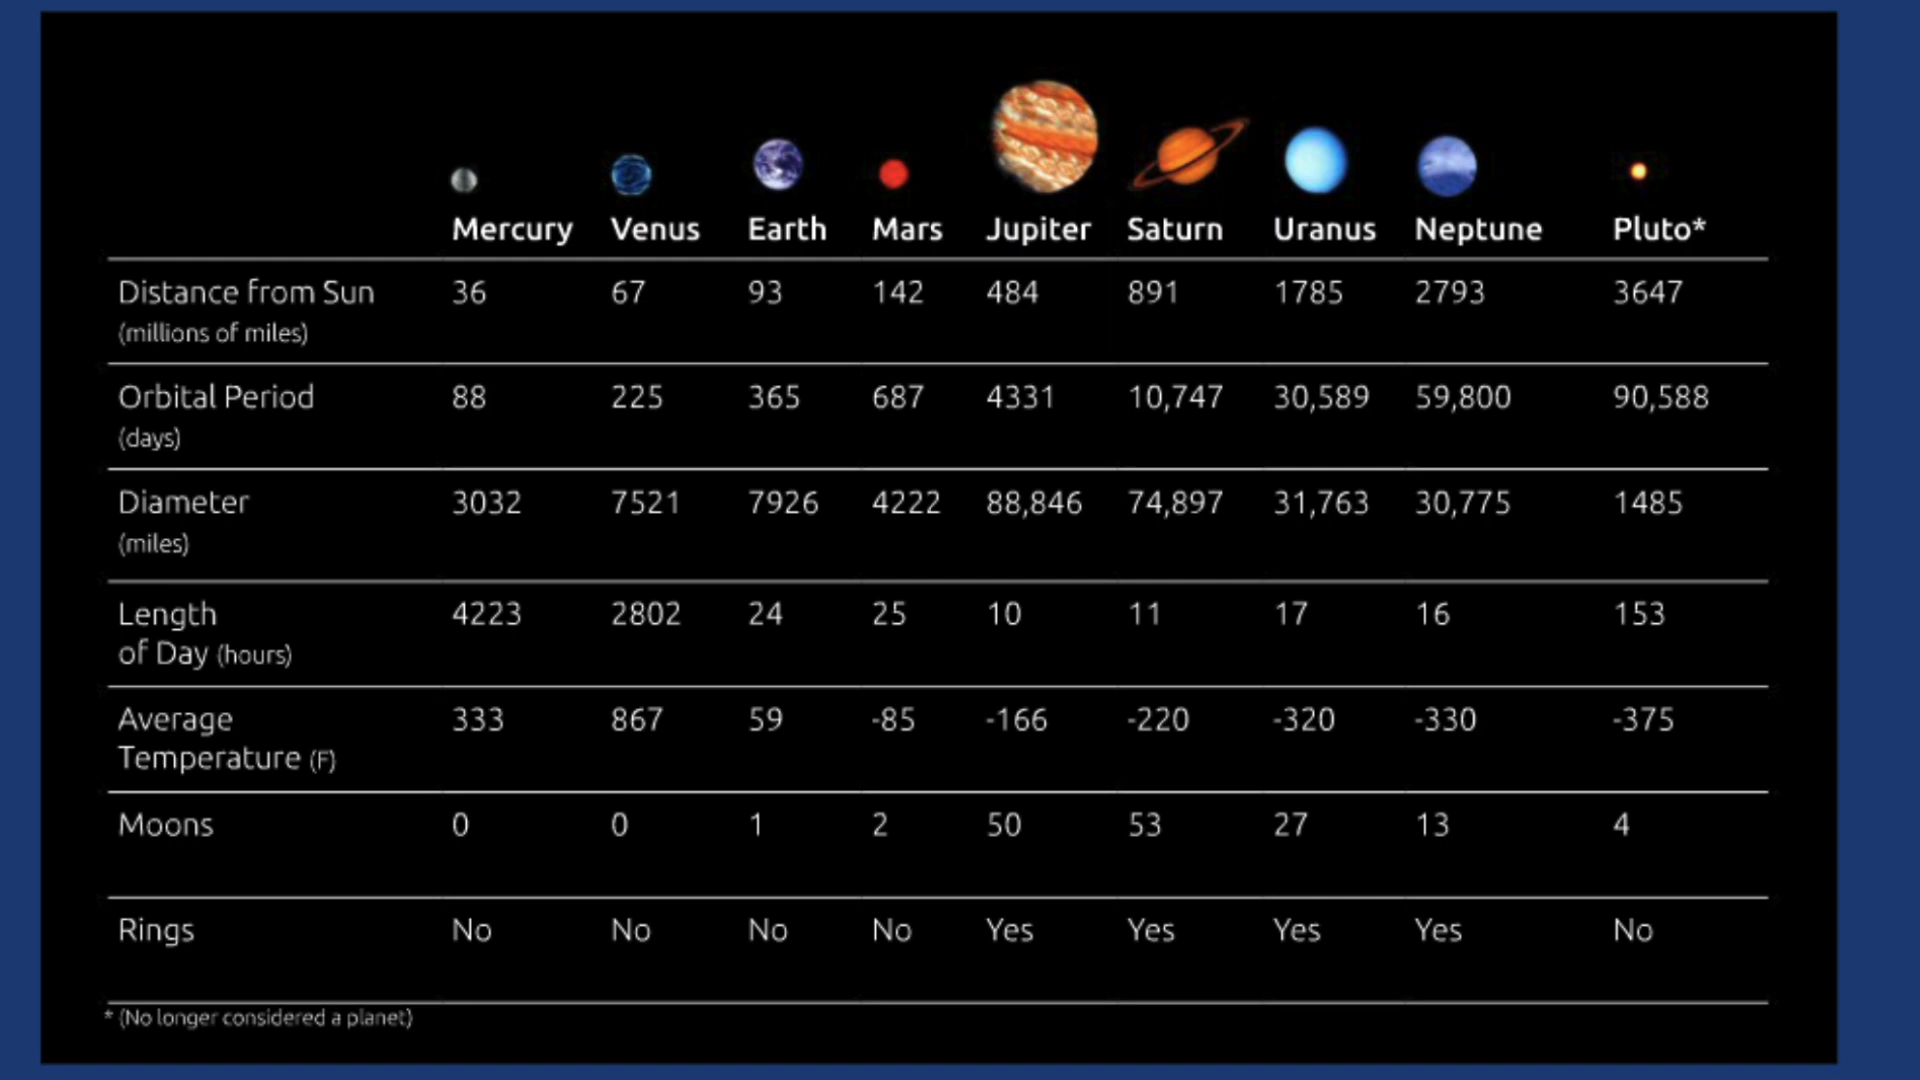 Mercury Venus Earth Mars Jupiter Saturn Uranus Neptune Pluto*
Distance from Sun 36 67 93 142 484 891 1785 2793 3647
(millions of miles)
Orbital Period 88 225 365 687 4331 10,747 30,589 59,800 90,588
(days)
Diameter 3032 7521 7926 4222 88,846 74,897 31,763 30,775 1485
(miles)
Length 4223 2802 24 25 10 11 17 16 153
of Day (hours)
Average 333 867 59 -85 -166 -220 -320 -330 -375
Temperature (F)
Moons 0 0 1 2 50 53 27 13 4
Rings No No No No Yes Yes Yes Yes No
* (No longer considered a planet)